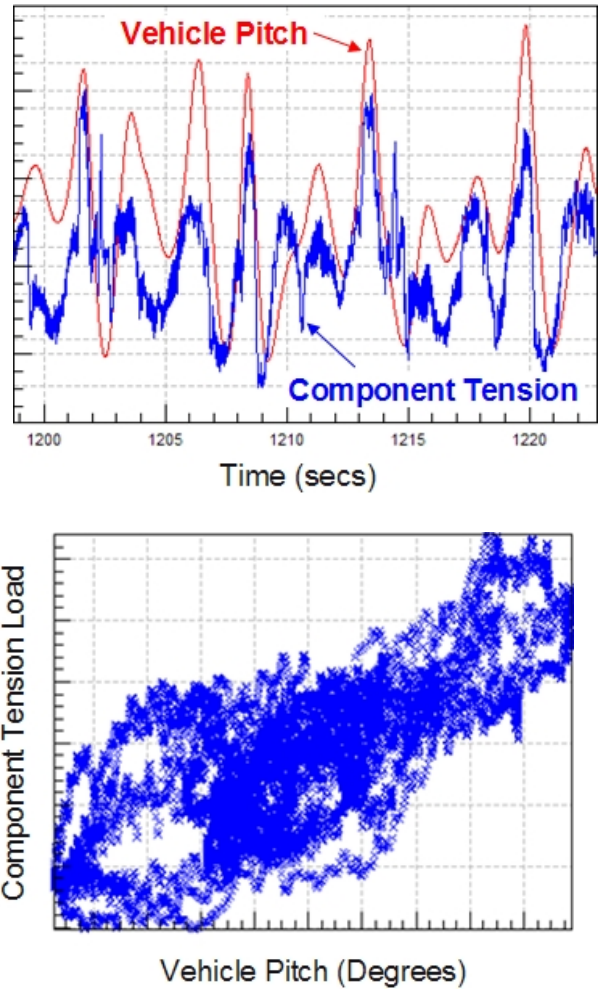 Vehicle Pitch
Component Tension
1200 1205 1210 1215 1220
Time (secs)
Component Tension Load
Vehicle Pitch (Degrees)